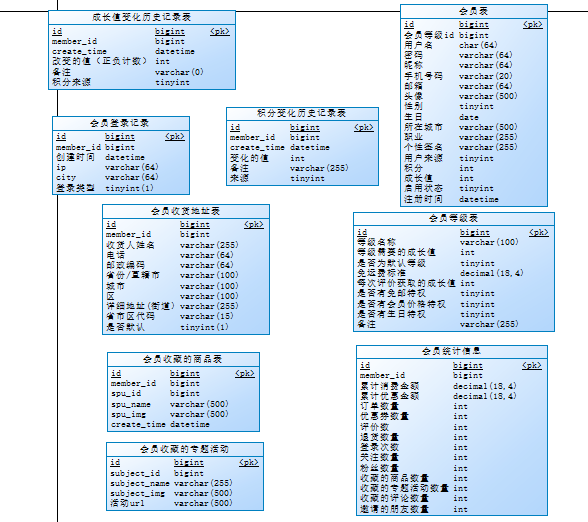 成长值变化历史记录表
id bigint <pk>
member_id bigint
create_time datetime
改变的值（正负计数） int
备注 varchar(0)
积分来源 tinyint
会员表
id bigint <pk>
会员等级id bigint
用户名 char(64)
密码 varchar(64)
昵称 varchar(64)
手机号码 varchar(20)
邮箱 varchar(64)
头像 varchar(500)
性别 tinyint
生日 date
所在城市 varchar(500)
职业 varchar(255)
个性签名 varchar(255)
用户来源 tinyint
积分 int
成长值 int
启用状态 tinyint
注册时间 datetime
会员登录记录
id bigint <pk>
member_id bigint
创建时间 datetime
ip varchar(64)
city varchar(64)
登录类型 tinyint(1)
积分变化历史记录表
id bigint <pk>
member_id bigint
create_time datetime
变化的值 int
备注 varchar(255)
来源 tinyint
会员收货地址表
id bigint <pk>
member_id bigint
收货人姓名 varchar(255)
电话 varchar(64)
邮政编码 varchar(64)
省份/直辖市 varchar(100)
城市 varchar(100)
区 varchar(100)
详细地址(街道) varchar(255)
省市区代码 varchar(15)
是否默认 tinyint(1)
会员等级表
id bigint <pk>
等级名称 varchar(100)
等级需要的成长值 int
是否为默认等级 tinyint
免运费标准 decimal(18,4)
每次评价获取的成长值 int
是否有免邮特权 tinyint
是否有会员价格特权 tinyint
是否有生日特权 tinyint
备注 varchar(255)
会员收藏的商品表
id bigint <pk>
member_id bigint
spu_id bigint
spu_name varchar(500)
spu_img varchar(500)
create_time datetime
会员统计信息
id bigint <pk>
member_id bigint
累计消费金额 decimal(18,4)
累计优惠金额 decimal(18,4)
订单数量 int
优惠券数量 int
评价数 int
退货数量 int
登录次数 int
关注数量 int
粉丝数量 int
收藏的商品数量 int
收藏的专题活动数量 int
收藏的评论数量 int
邀请的朋友数量 int
会员收藏的专题活动
id bigint <pk>
subject_id bigint
subject_name varchar(255)
subject_img varchar(500)
活动url varchar(500)